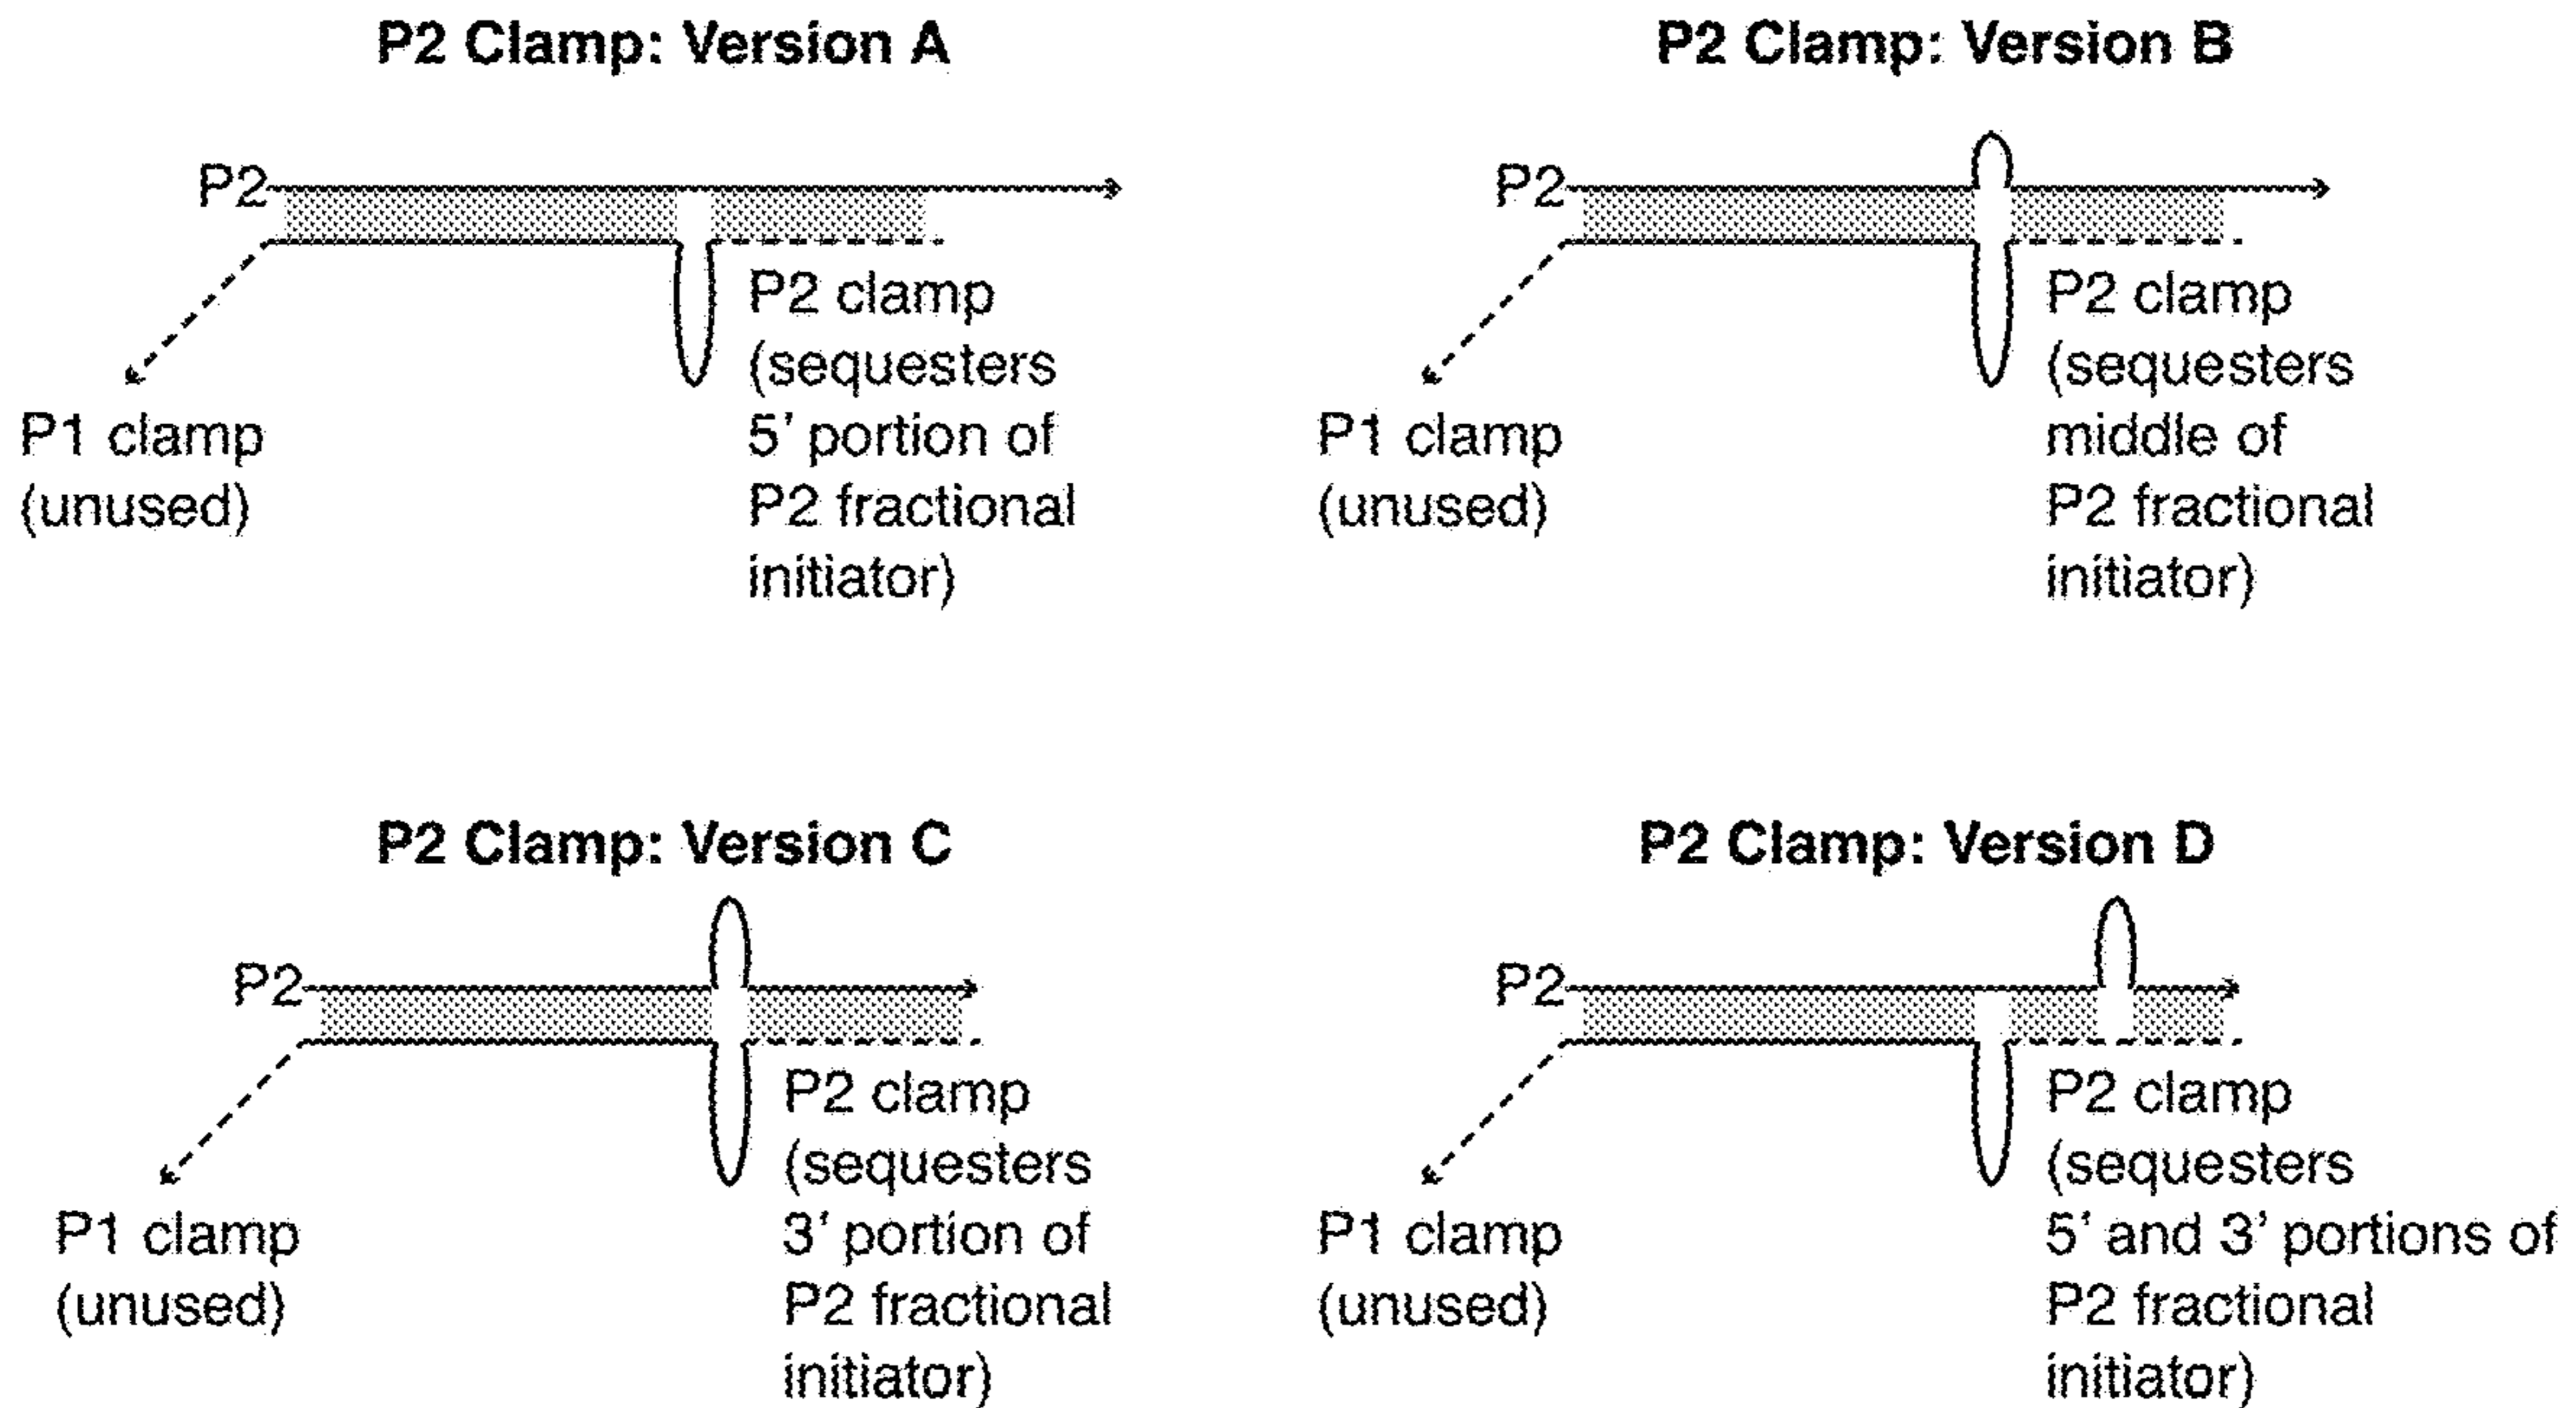 P2 Clamp: Version A
P2
P2 clamp
(sequesters
5' portion of
P2 fractional
initiator)
P1 clamp
(unused)
P2 Clamp: Version B
P2
P2 clamp
(sequesters
middle of
P2 fractional
initiator)
P1 clamp
(unused)
P2 Clamp: Version C
P2
P2 clamp
(sequesters
3' portion of
P2 fractional
initiator)
P1 clamp
(unused)
P2 Clamp: Version D
P2
P2 clamp
(sequesters
5' and 3' portions of
P2 fractional
initiator)
P1 clamp
(unused)